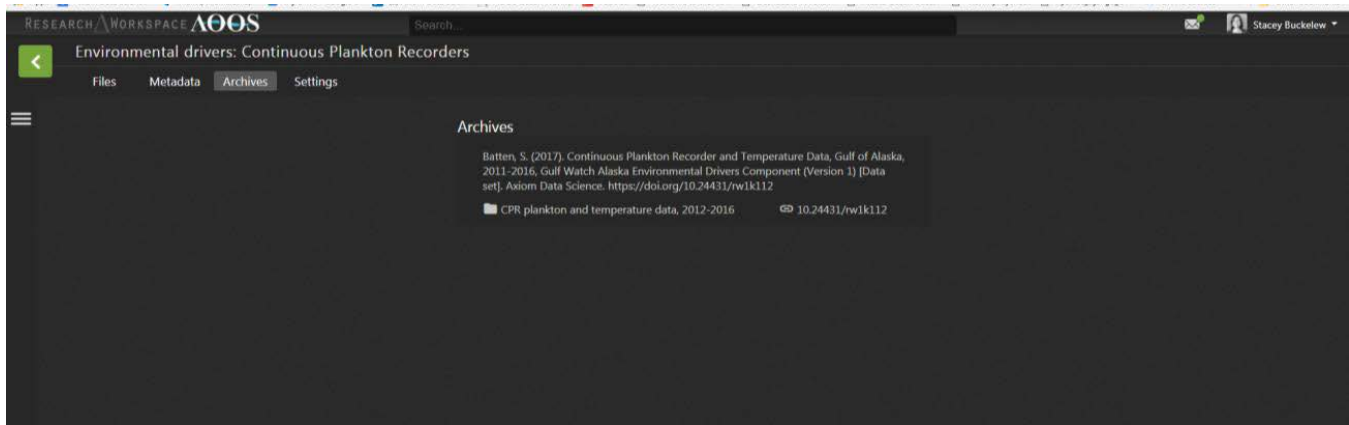 RESEARCH WORKSPACE AOOS
Search...
Stacey Buckelew
Environmental drivers: Continuous Plankton Recorders
Files Metadata Archives Settings
Archives
Batten, S. (2017). Continuous Plankton Recorder and Temperature Data, Gulf of Alaska,
2011-2016, Gulf Watch Alaska Environmental Drivers Component (Version 1) [Data
set]. Axiom Data Science. https://doi.org/10.24431/rw1k112
CPR plankton and temperature data, 2012-2016 10.24431/rw1k112